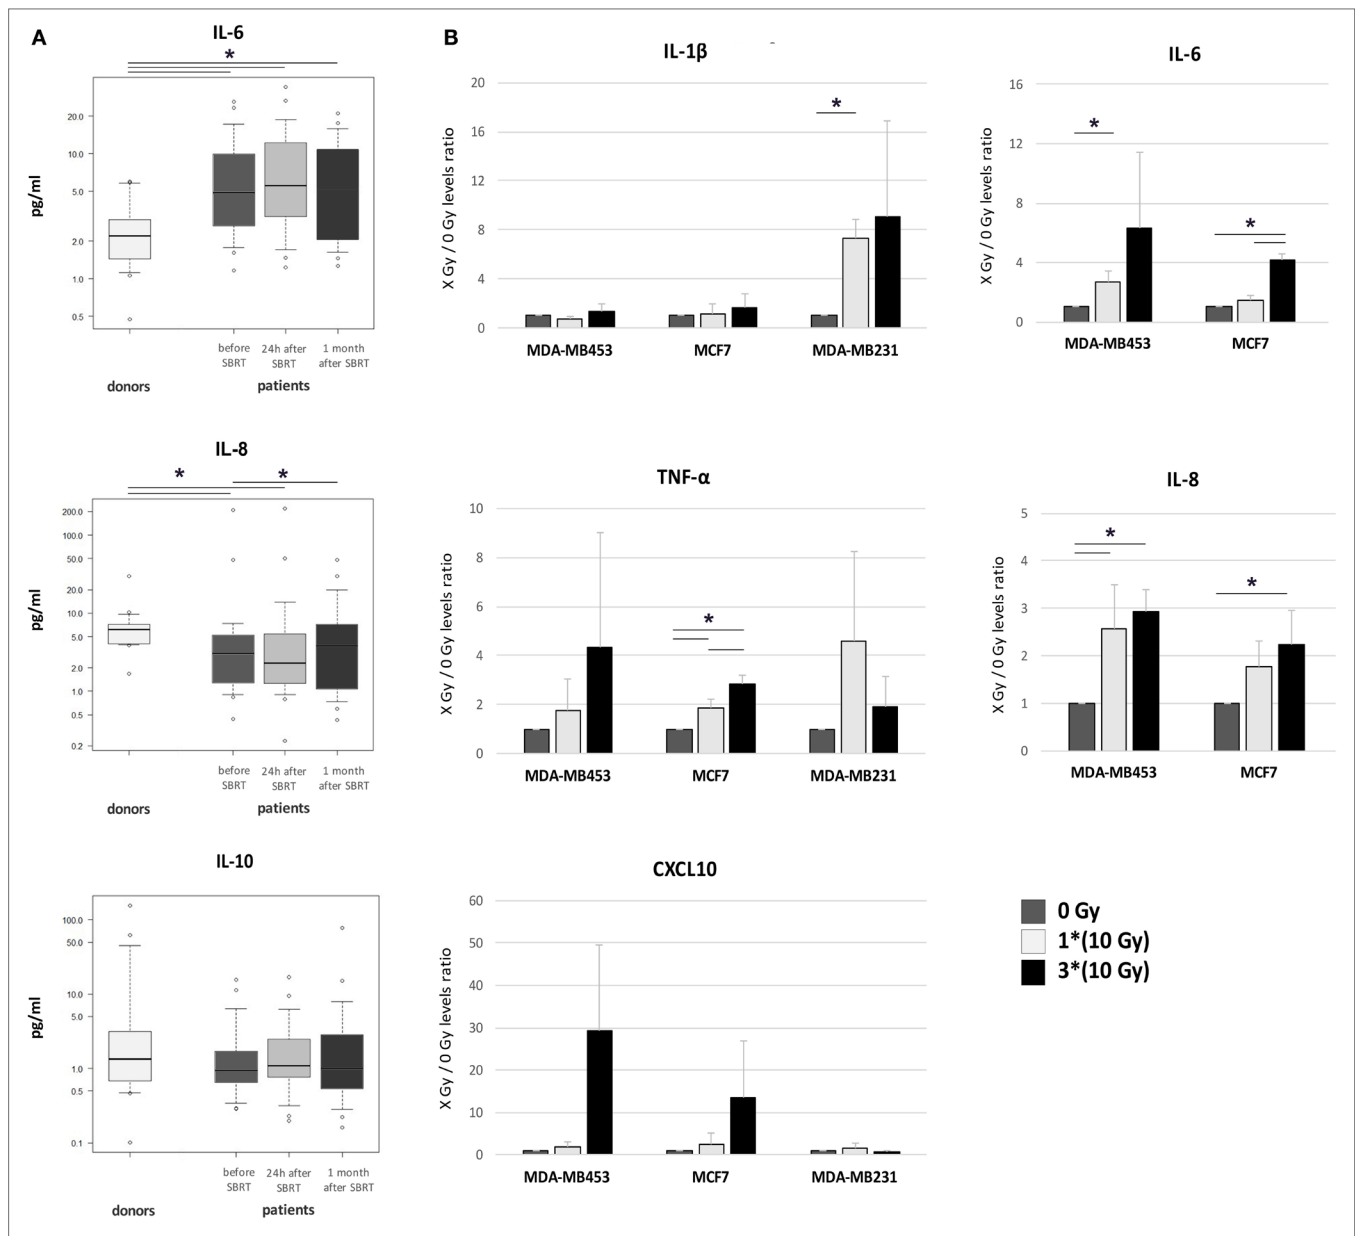 A
IL-6
*
pg/ml
20.0
10.0
5.0
2.0
1.0
0.5
before
SBRT
24h after
SBRT
1 month
after SBRT
donors
patients
IL-8
*
*
pg/ml
200.0
100.0
50.0
20.0
10.0
5.0
2.0
1.0
0.5
0.2
before
SBRT
24h after
SBRT
1 month
after SBRT
donors
patients
IL-10
pg/ml
100.0
50.0
10.0
5.0
1.0
0.5
0.1
before
SBRT
24h after
SBRT
1 month
after SBRT
donors
patients
B
IL-1β
X Gy / 0 Gy levels ratio
20
16
12
8
4
0
*
MDA-MB453
MCF7
MDA-MB231
IL-6
X Gy / 0 Gy levels ratio
16
12
8
4
0
*
*
MDA-MB453
MCF7
TNF-α
X Gy / 0 Gy levels ratio
10
8
6
4
2
0
*
MDA-MB453
MCF7
MDA-MB231
IL-8
X Gy / 0 Gy levels ratio
5
4
3
2
1
0
*
*
MDA-MB453
MCF7
CXCL10
X Gy / 0 Gy levels ratio
60
50
40
30
20
10
0
MDA-MB453
MCF7
MDA-MB231
0 Gy
1*(10 Gy)
3*(10 Gy)